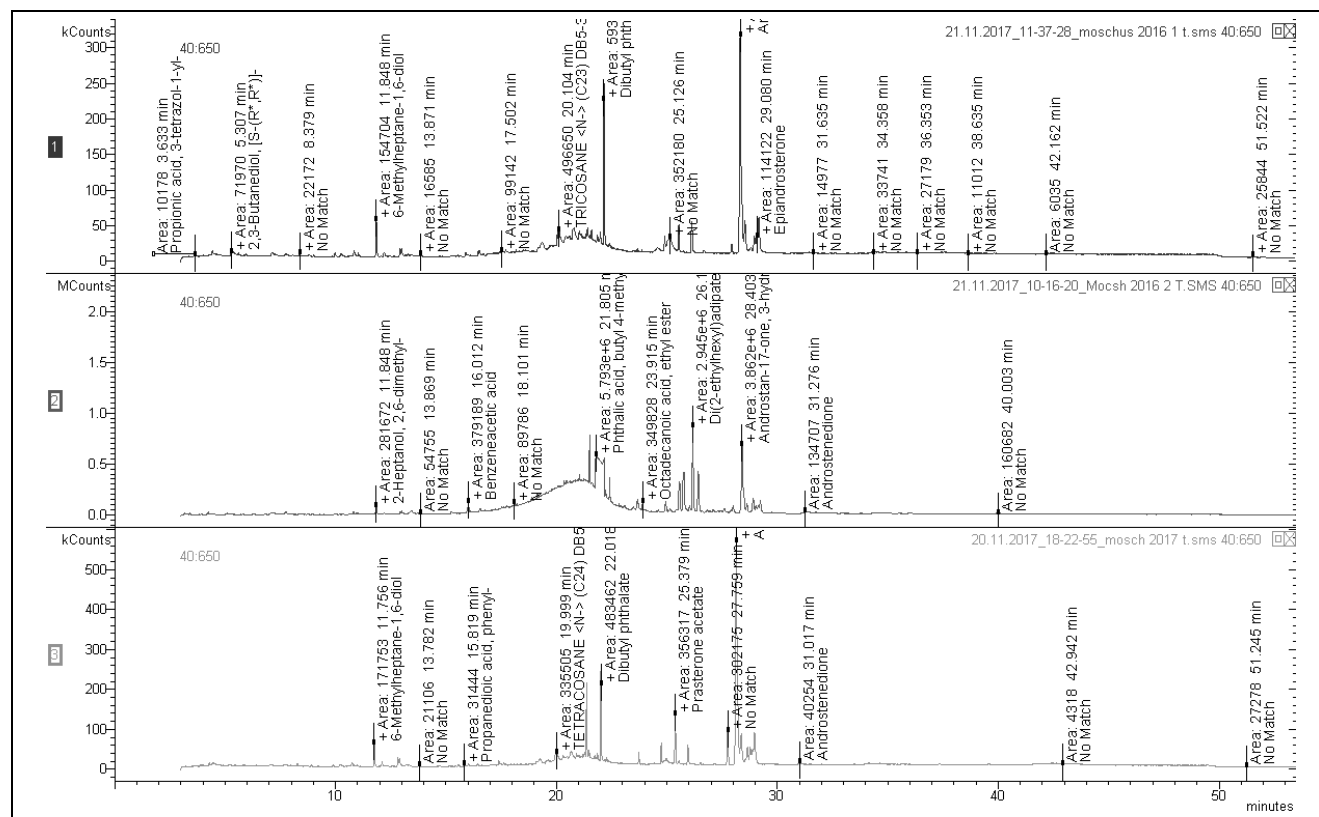 kCounts
40:650
21.11.2017_11-37-28_moschus 2016 1 t.sms 40:650
300
250
200
150
100
50
0
1
Area: 10178 3.633 min
Propionic acid, 3-tetrazol-1-yl-
+ Area: 71970 5.307 min
2,3-Butanediol, [S-(R*,R*)]-
+ Area: 22172 8.379 min
No Match
+ Area: 154704 11.848 min
6-Methylheptane-1,6-diol
+ Area: 16585 13.871 min
No Match
+ Area: 99142 17.502 min
No Match
+ Area: 496650 20.104 min
TRICOSANE <N-> (C23) DB5-3
+ Area: 593
Dibutyl phth
+ Area: 352180 25.126 min
No Match
+ Area: 114122 29.080 min
Epiandrosterone
+ Area: 14977 31.635 min
No Match
+ Area: 33741 34.358 min
No Match
+ Area: 27179 36.353 min
No Match
+ Area: 11012 38.635 min
No Match
+ Area: 6035 42.162 min
No Match
+ Area: 25844 51.522 min
No Match
MCounts
40:650
21.11.2017_10-16-20_Mocsh 2016 2 T.SMS 40:650
2.0
1.5
1.0
0.5
0.0
2
+ Area: 281672 11.848 min
2-Heptanol, 2,6-dimethyl-
Area: 54755 13.869 min
No Match
+ Area: 379189 16.012 min
Benzeneacetic acid
+ Area: 89786 18.101 min
No Match
+ Area: 5.793e+6 21.805 m
Phthalic acid, butyl 4-methy
+ Area: 349828 23.915 min
Octadecanoic acid, ethyl ester
+ Area: 2.945e+6 26.1
Di(2-ethylhexyl)adipate
+ Area: 3.862e+6 28.403
Androstan-17-one, 3-hydr
+ Area: 134707 31.276 min
Androstenedione
+ Area: 160682 40.003 min
No Match
kCounts
40:650
20.11.2017_18-22-55_mosch 2017 t.sms 40:650
500
400
300
200
100
0
3
+ Area: 171753 11.756 min
6-Methylheptane-1,6-diol
+ Area: 21106 13.782 min
No Match
+ Area: 31444 15.819 min
Propanedioic acid, phenyl-
+ Area: 335505 19.999 min
TETRACOSANE <N-> (C24) DB5
+ Area: 483462 22.018
Dibutyl phthalate
+ Area: 356317 25.379 min
Prasterone acetate
+ Area: 302175 27.759 min
No Match
+ A
A
+ Area: 40254 31.017 min
Androstenedione
+ Area: 4318 42.942 min
No Match
+ Area: 27278 51.245 min
No Match
10
20
30
40
50
minutes